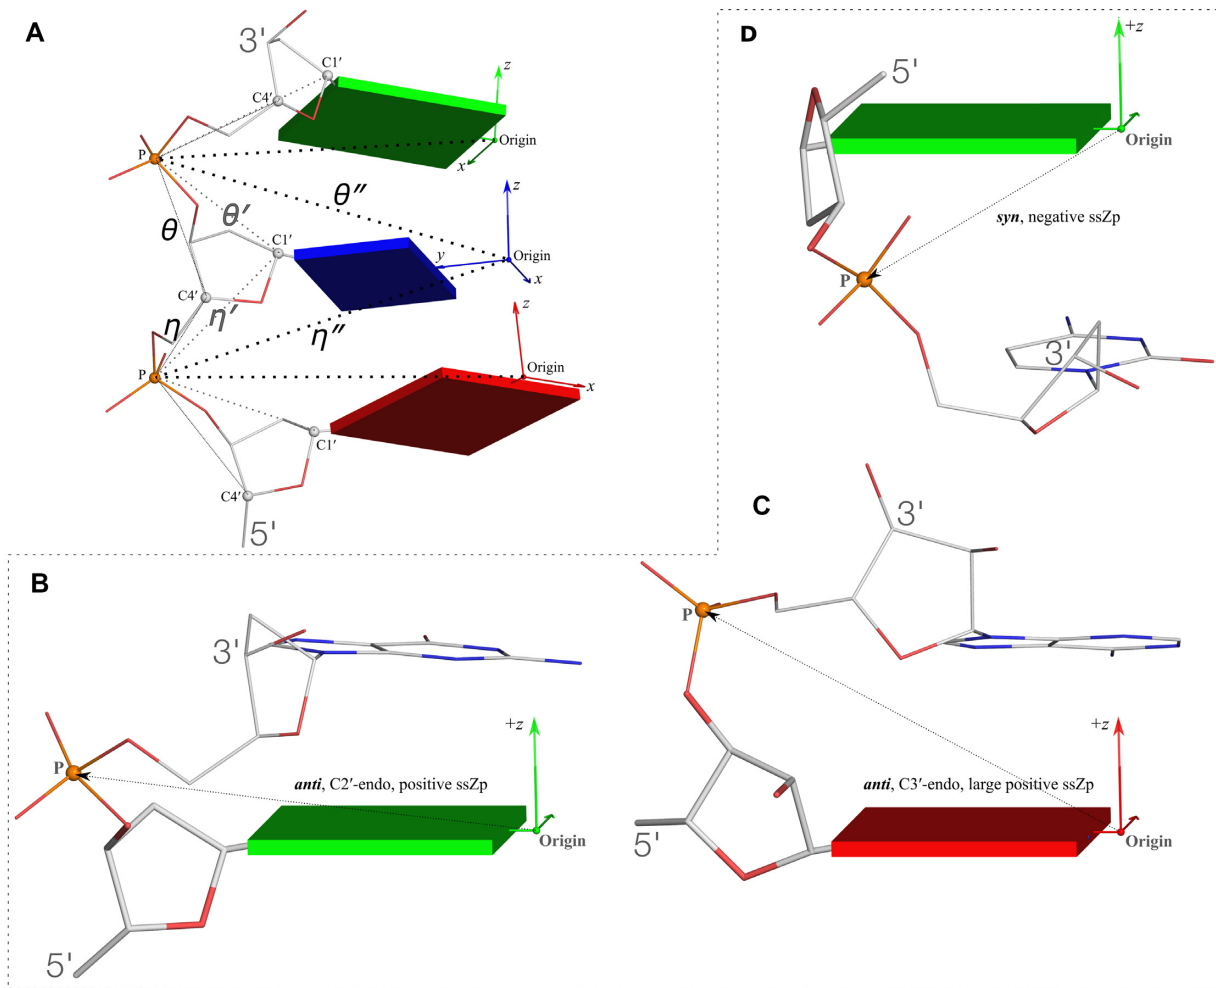 A
3'
C1′
C4′
z
Origin
x
P
θ″
θ′
θ
z
C1′
y
Origin
x
C4′
η
η′
η″
z
Origin
x
P
C1′
C4′
5'
D
+z
5'
Origin
syn, negative ssZp
P
3'
B
3'
+z
P
anti, C2′-endo, positive ssZp
Origin
5'
C
3'
P
+z
anti, C3′-endo, large positive ssZp
5'
Origin